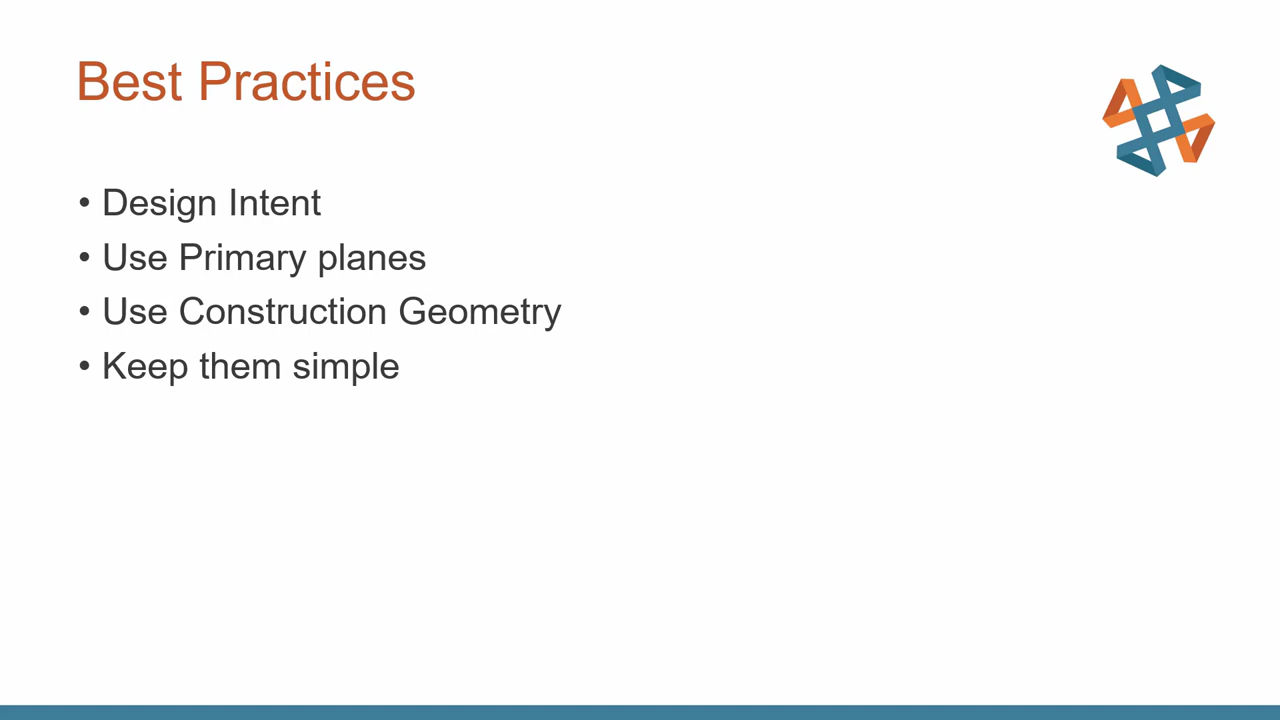 Best Practices
• Design Intent
• Use Primary planes
• Use Construction Geometry
• Keep them simple